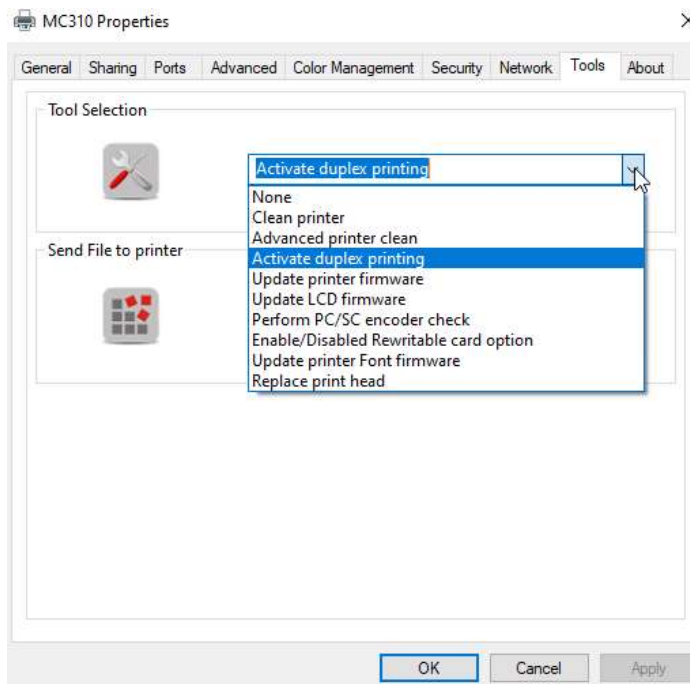 MC310 Properties
General Sharing Ports Advanced Color Management Security Network Tools About
Tool Selection
Activate duplex printing
None
Clean printer
Advanced printer clean
Activate duplex printing
Update printer firmware
Update LCD firmware
Perform PC/SC encoder check
Enable/Disabled Rewritable card option
Update printer Font firmware
Replace print head
Send File to printer
OK Cancel Apply